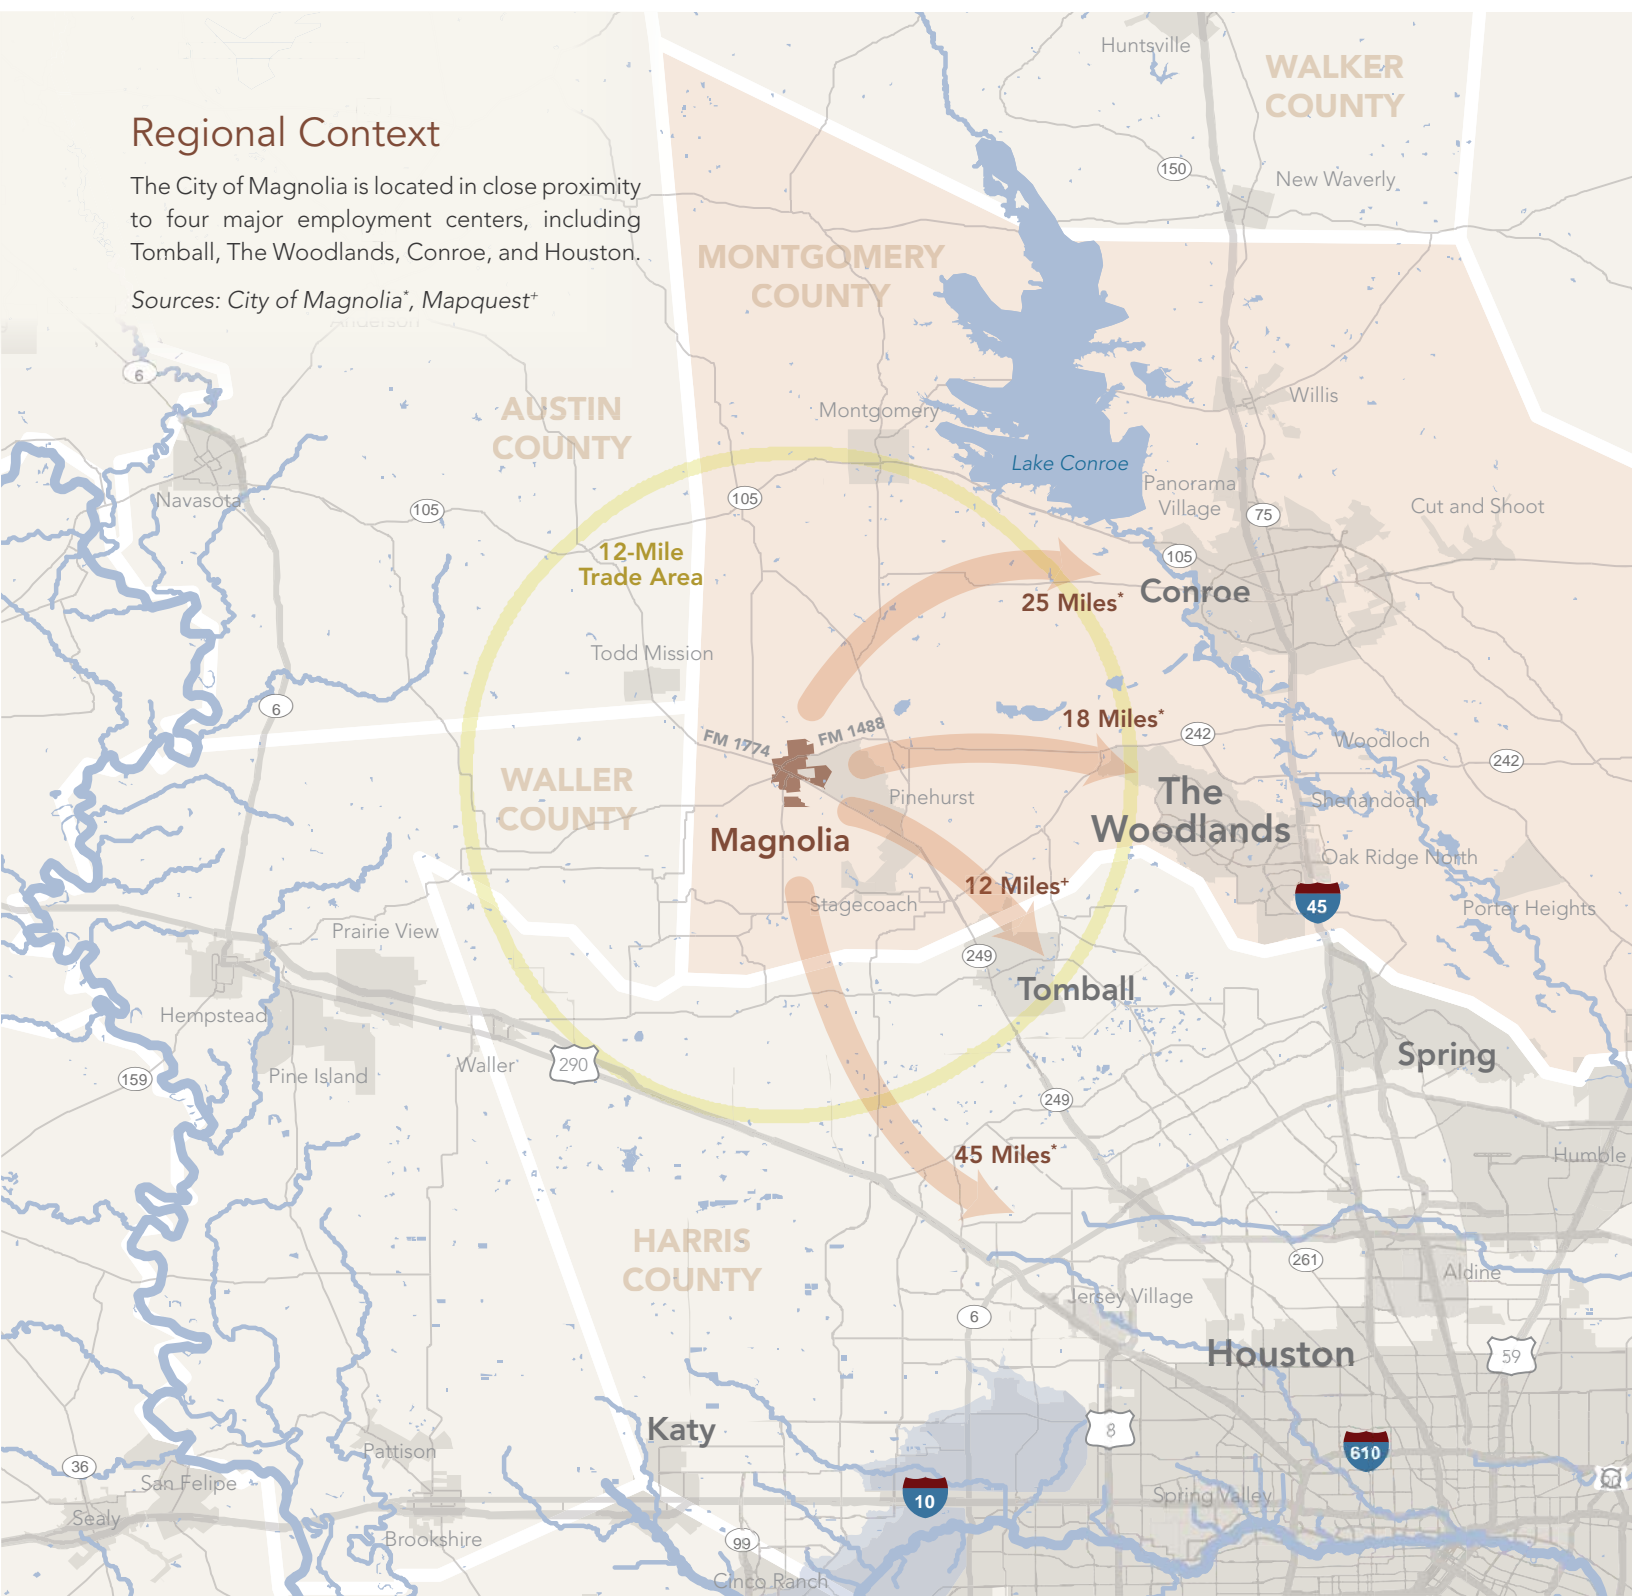 Regional Context
The City of Magnolia is located in close proximity
to four major employment centers, including
Tomball, The Woodlands, Conroe, and Houston.
Sources: City of Magnolia*, Mapquest+
Anderson
Huntsville
WALKER
COUNTY
150
New Waverly
MONTGOMERY
COUNTY
6
AUSTIN
COUNTY
Montgomery
Willis
Lake Conroe
Panorama
Village
Navasota
105
105
75
Cut and Shoot
12-Mile
Trade Area
105
Conroe
25 Miles*
Todd Mission
6
18 Miles*
FM 1774
FM 1488
242
Woodloch
242
WALLER
COUNTY
Pinehurst
The
Woodlands
Shenandoah
Magnolia
Oak Ridge North
12 Miles+
45
Stagecoach
Porter Heights
Prairie View
249
Tomball
Hempstead
Spring
Waller
290
159
Pine Island
249
45 Miles*
Humble
HARRIS
COUNTY
261
Aldine
Jersey Village
6
Houston
59
Katy
8
610
Pattison
36
San Felipe
10
Spring Valley
90
Sealy
Brookshire
99
Cinco Ranch